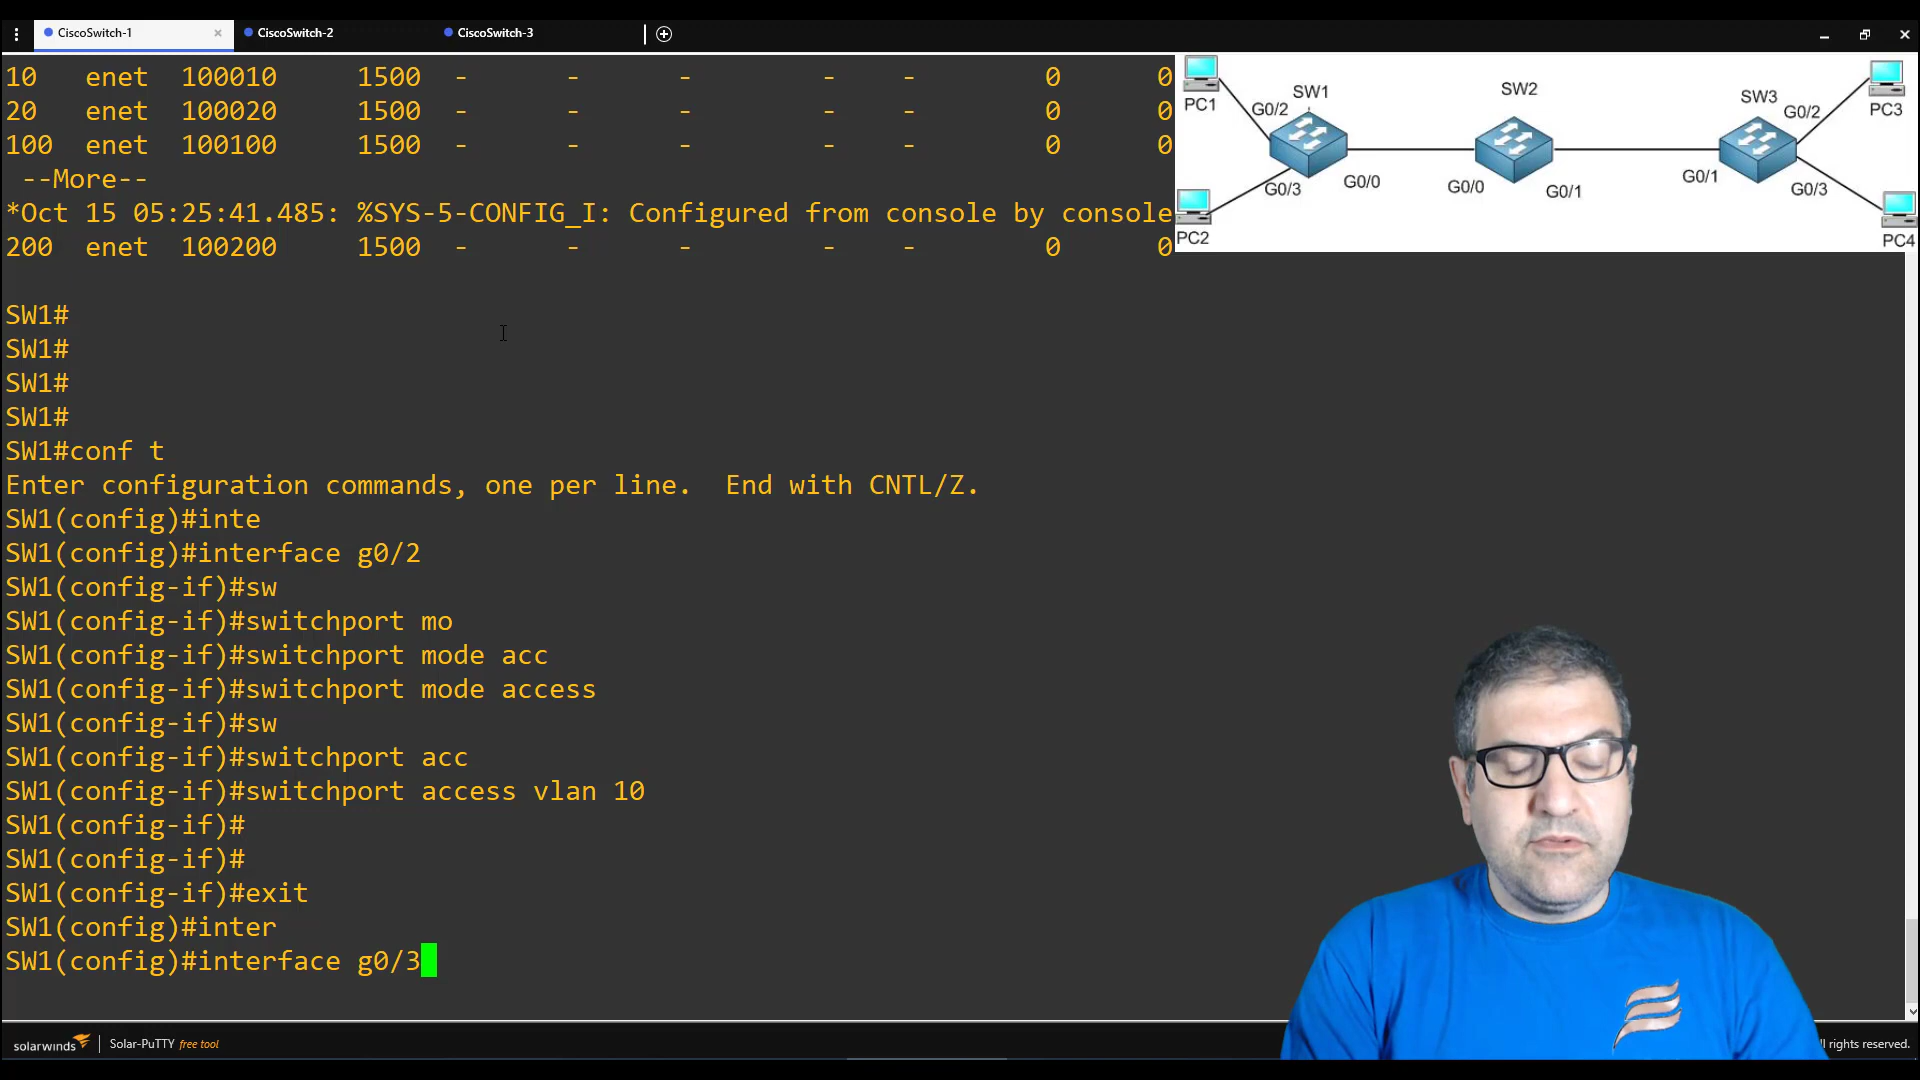 CiscoSwitch-1
CiscoSwitch-2
CiscoSwitch-3
10 enet 100010 1500 - - - - - 0 0
20 enet 100020 1500 - - - - - 0 0
100 enet 100100 1500 - - - - - 0 0
--More--
*Oct 15 05:25:41.485: %SYS-5-CONFIG_I: Configured from console by console
200 enet 100200 1500 - - - - - 0 0
SW1#
SW1#
SW1#
SW1#
SW1#conf t
Enter configuration commands, one per line. End with CNTL/Z.
SW1(config)#inte
SW1(config)#interface g0/2
SW1(config-if)#sw
SW1(config-if)#switchport mo
SW1(config-if)#switchport mode acc
SW1(config-if)#switchport mode access
SW1(config-if)#sw
SW1(config-if)#switchport acc
SW1(config-if)#switchport access vlan 10
SW1(config-if)#
SW1(config-if)#
SW1(config-if)#exit
SW1(config)#inter
SW1(config)#interface g0/3
PC1
G0/2
SW1
SW2
SW3
G0/2
PC3
PC2
G0/3
G0/0
G0/0
G0/1
G0/1
G0/3
PC4
solarwinds
Solar-PuTTY free tool
ll rights reserved.